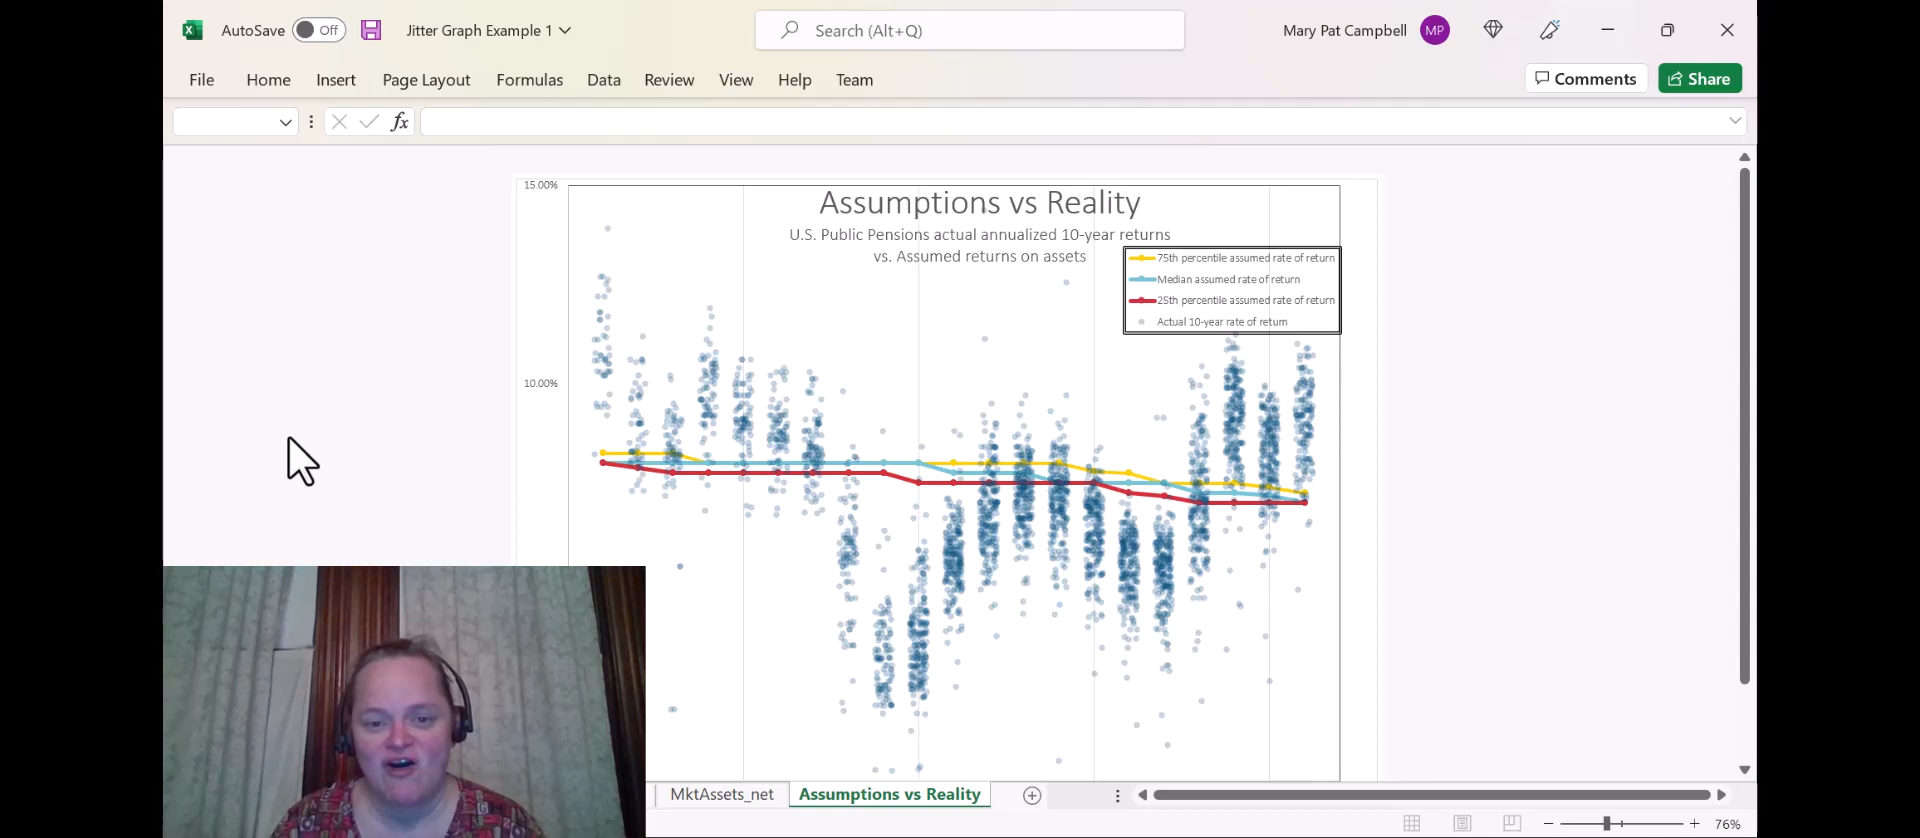 AutoSave Off Jitter Graph Example 1 Search (Alt+Q) Mary Pat Campbell MP
File Home Insert Page Layout Formulas Data Review View Help Team Comments Share
fx
15.00%
Assumptions vs Reality
U.S. Public Pensions actual annualized 10-year returns
vs. Assumed returns on assets
75th percentile assumed rate of return
Median assumed rate of return
25th percentile assumed rate of return
Actual 10-year rate of return
10.00%
MktAssets_net Assumptions vs Reality
76%